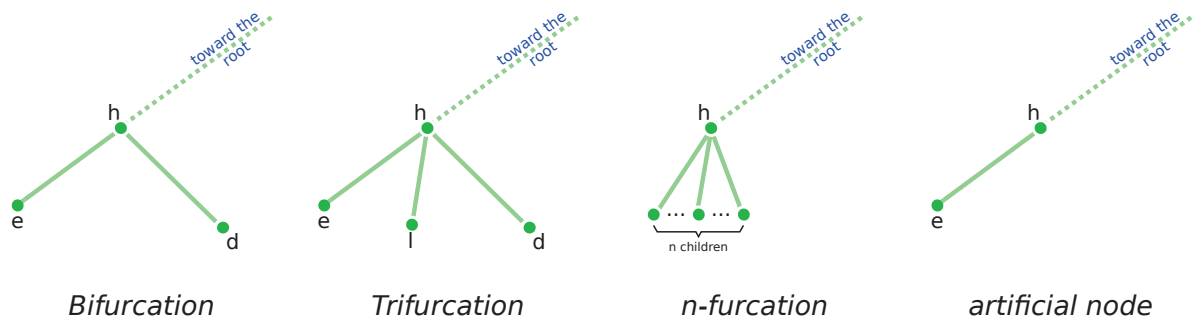 toward the
root
h
e
d
Bifurcation
toward the
root
h
e
l
d
Trifurcation
toward the
root
h
... ...
n children
n-furcation
toward the
root
h
e
artificial node